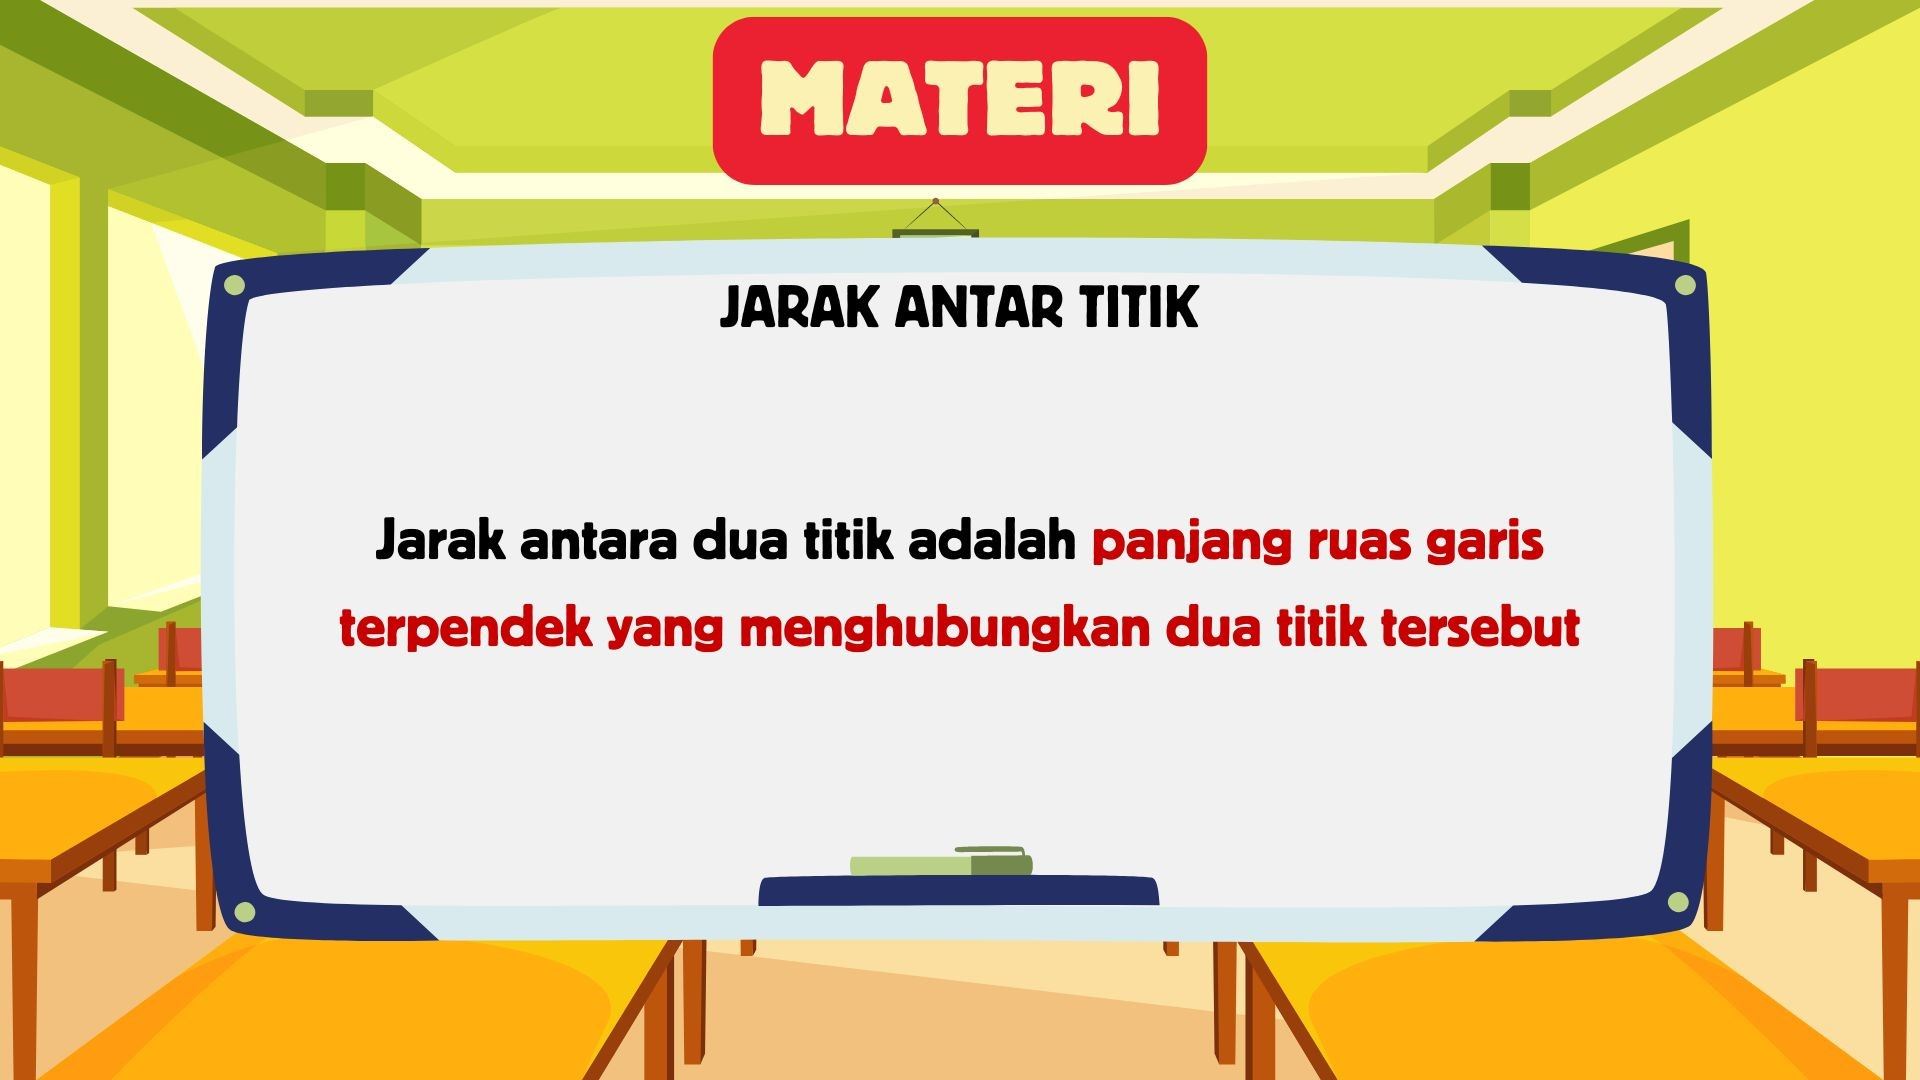 MATERI
JARAK ANTAR TITIK
Jarak antara dua titik adalah panjang ruas garis
terpendek yang menghubungkan dua titik tersebut